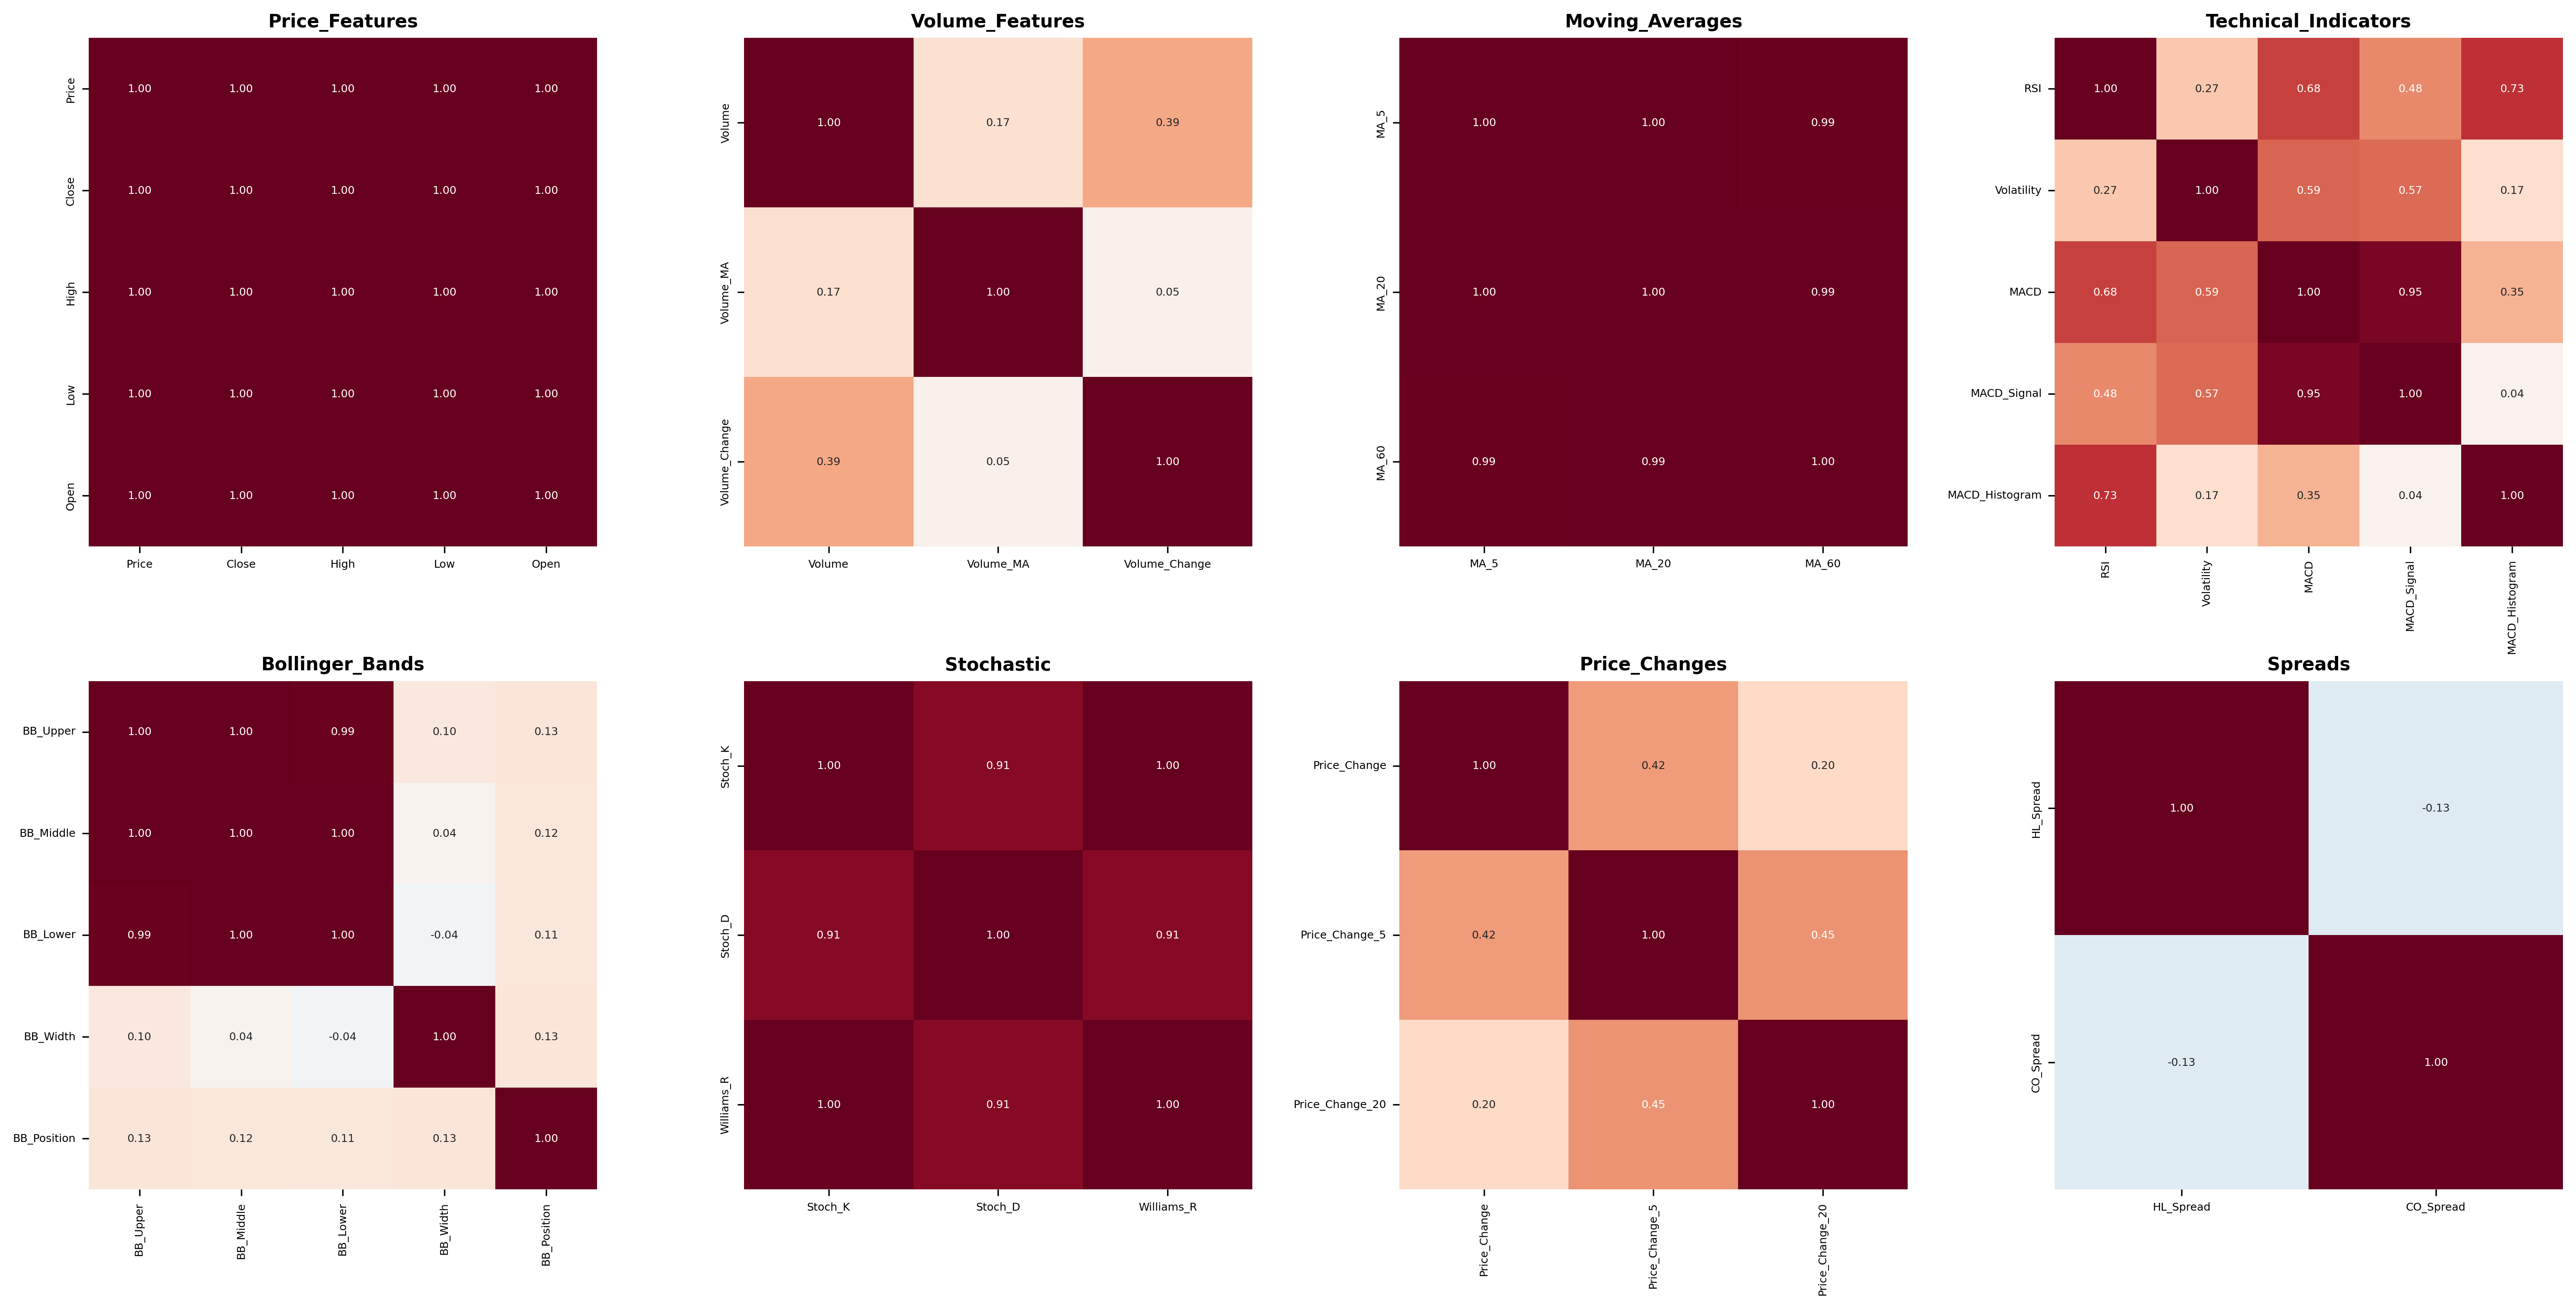 Price_Features
Price 1.00 1.00 1.00 1.00 1.00
Close 1.00 1.00 1.00 1.00 1.00
High 1.00 1.00 1.00 1.00 1.00
Low 1.00 1.00 1.00 1.00 1.00
Open 1.00 1.00 1.00 1.00 1.00
Price Close High Low Open
Volume_Features
Volume 1.00 0.17 0.39
Volume_MA 0.17 1.00 0.05
Volume_Change 0.39 0.05 1.00
Volume Volume_MA Volume_Change
Moving_Averages
MA_5 1.00 1.00 0.99
MA_20 1.00 1.00 0.99
MA_60 0.99 0.99 1.00
MA_5 MA_20 MA_60
Technical_Indicators
RSI 1.00 0.27 0.68 0.48 0.73
Volatility 0.27 1.00 0.59 0.57 0.17
MACD 0.68 0.59 1.00 0.95 0.35
MACD_Signal 0.48 0.57 0.95 1.00 0.04
MACD_Histogram 0.73 0.17 0.35 0.04 1.00
RSI Volatility MACD MACD_Signal MACD_Histogram
Bollinger_Bands
BB_Upper 1.00 1.00 0.99 0.10 0.13
BB_Middle 1.00 1.00 1.00 0.04 0.12
BB_Lower 0.99 1.00 1.00 -0.04 0.11
BB_Width 0.10 0.04 -0.04 1.00 0.13
BB_Position 0.13 0.12 0.11 0.13 1.00
BB_Upper BB_Middle BB_Lower BB_Width BB_Position
Stochastic
Stoch_K 1.00 0.91 1.00
Stoch_D 0.91 1.00 0.91
Williams_R 1.00 0.91 1.00
Stoch_K Stoch_D Williams_R
Price_Changes
Price_Change 1.00 0.42 0.20
Price_Change_5 0.42 1.00 0.45
Price_Change_20 0.20 0.45 1.00
Price_Change Price_Change_5 Price_Change_20
Spreads
HL_Spread 1.00 -0.13
CO_Spread -0.13 1.00
HL_Spread CO_Spread